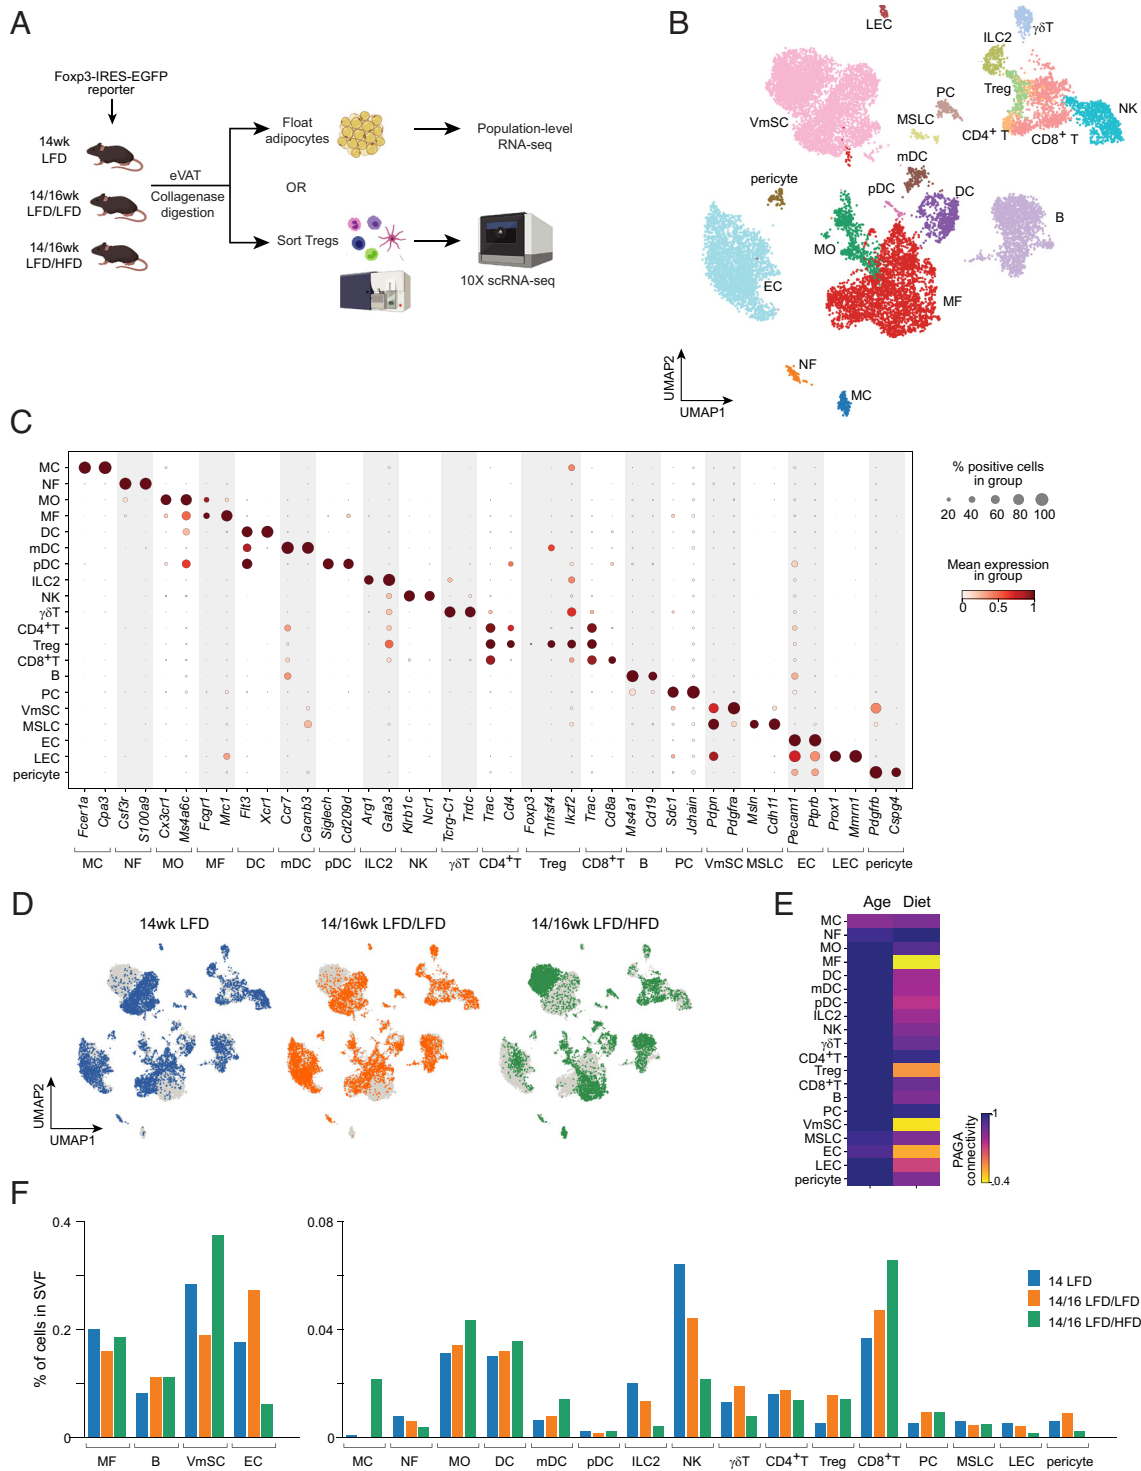 A
Foxp3-IRES-EGFP
reporter
14wk
LFD
14/16wk
LFD/LFD
14/16wk
LFD/HFD
eVAT
Collagenase
digestion
Float
adipocytes
OR
Sort Tregs
Population-level
RNA-seq
10X scRNA-seq
B
LEC
γδT
ILC2
Treg
PC
NK
VmSC
MSLC
CD4+ T
CD8+ T
mDC
pericyte
pDC
DC
B
MO
EC
MF
NF
MC
UMAP2
UMAP1
C
MC
NF
MO
MF
DC
mDC
pDC
ILC2
NK
γδT
CD4+T
Treg
CD8+T
B
PC
VmSC
MSLC
EC
LEC
pericyte
Fcer1a
Cpa3
Csf3r
S100a9
Cx3cr1
Ms4a6c
Fcgr1
Mrc1
Flt3
Xcr1
Ccr7
Cacnb3
Siglech
Cd209d
Arg1
Gata3
Klrb1c
Ncr1
Tcrg-C1
Trdc
Trac
Cd4
Foxp3
Tnfrsf4
Ikzf2
Trac
Cd8a
Ms4a1
Cd19
Sdc1
Jchain
Pdpn
Pdgfra
Msln
Cdh11
Pecam1
Ptprb
Prox1
Mmrn1
Pdgfrb
Cspg4
MC NF MO MF DC mDC pDC ILC2 NK γδT CD4+T Treg CD8+T B PC VmSC MSLC EC LEC pericyte
% positive cells
in group
20 40 60 80 100
Mean expression
in group
0 0.5 1
D
14wk LFD
14/16wk LFD/LFD
14/16wk LFD/HFD
UMAP2
UMAP1
E
Age Diet
MC
NF
MO
MF
DC
mDC
pDC
ILC2
NK
γδT
CD4+T
Treg
CD8+T
B
PC
VmSC
MSLC
EC
LEC
pericyte
PAGA
connectivity
1
0.4
F
% of cells in SVF
0.4
0.2
0
MF B VmSC EC
0.08
0.04
0
MC NF MO DC mDC pDC ILC2 NK γδT CD4+T Treg CD8+T PC MSLC LEC pericyte
14 LFD
14/16 LFD/LFD
14/16 LFD/HFD